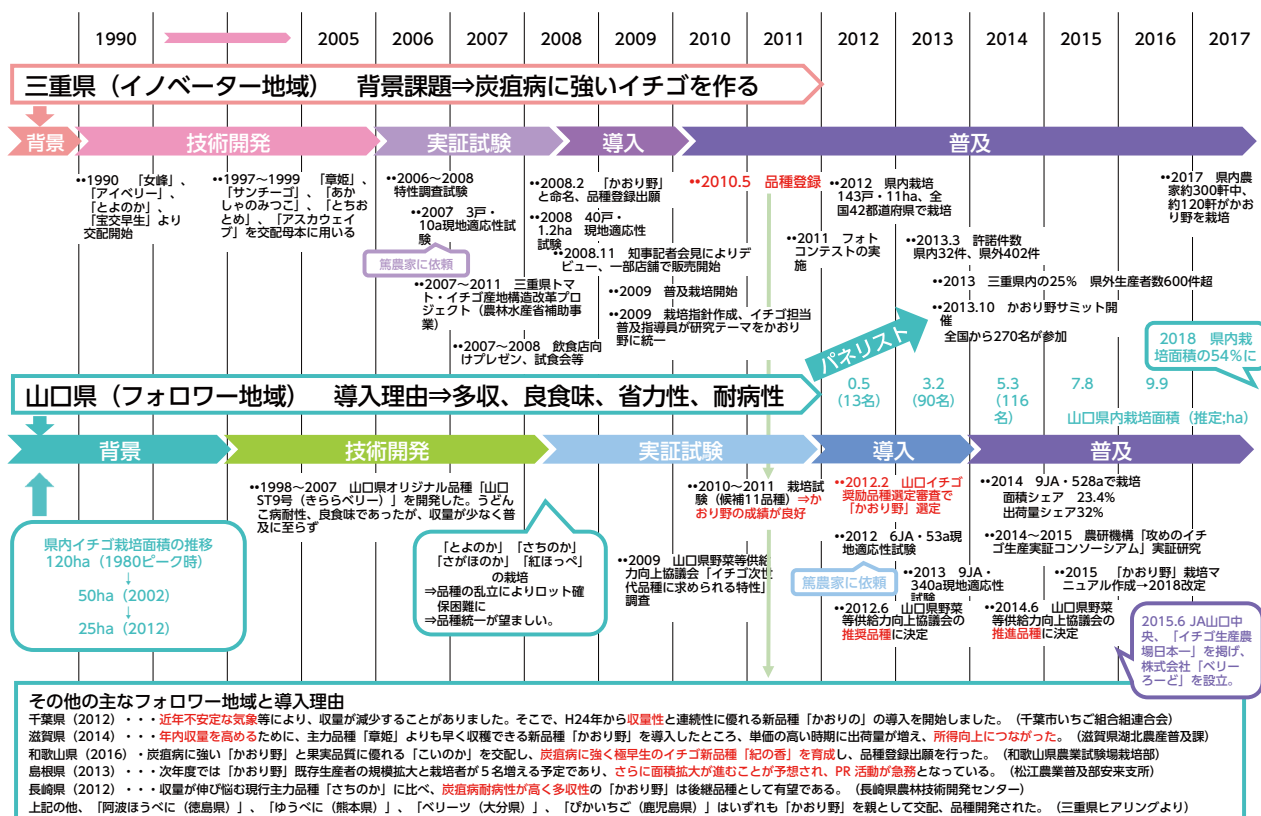 1990 2005 2006 2007 2008 2009 2010 2011 2012 2013 2014 2015 2016 2017
三重県（イノベーター地域）　背景課題⇒炭疽病に強いイチゴを作る
背景 技術開発 実証試験 導入 普及
••1990　「女峰」、
「アイベリー」、
「とよのか」、
「宝交早生」より
交配開始
••1997～1999　「章姫」、
「サンチーゴ」、「あか
しゃのみつこ」、「とちお
とめ」、「アスカウェイ
ブ」を交配母本に用いる
••2006～2008
特性調査試験
••2007　3戸・
10a現地適応性試
験
篤農家に依頼
••2007～2011　三重県トマ
ト・イチゴ産地構造改革プロ
ジェクト（農林水産省補助事
業）
••2007～2008　飲食店向
けプレゼン、試食会等
••2008.2　「かおり野」
と命名、品種登録出願
••2008　40戸・
1.2ha　現地適応性
試験
••2008.11　知事記者会見によりデ
ビュー、一部店舗で販売開始
••2009　普及栽培開始
••2009　栽培指針作成、イチゴ担当
普及指導員が研究テーマをかおり
野に統一
••2010.5　品種登録
••2012　県内栽培
143戸・11ha、全
国42都道府県で栽培
••2011　フォト
コンテストの実
施
••2013.3　許諾件数
県内32件、県外402件
••2013　三重県内の25%　県外生産者数600件超
••2013.10　かおり野サミット開
催
全国から270名が参加
••2017　県内農
家約300軒中、
約120軒がかお
り野を栽培
パネリスト
2018　県内栽
培面積の54%に
山口県（フォロワー地域）　導入理由⇒多収、良食味、省力性、耐病性
0.5 3.2 5.3 7.8 9.9
（13名） （90名） （116
名）
山口県内栽培面積（推定;ha）
背景 技術開発 実証試験 導入 普及
県内イチゴ栽培面積の推移
120ha（1980ピーク時）
↓
50ha（2002）
↓
25ha（2012）
••1998～2007　山口県オリジナル品種「山口
ST9号（きららベリー）」を開発した。うどん
こ病耐性、良食味であったが、収量が少なく普
及に至らず
「とよのか」「さちのか」
「さがほのか」「紅ほっぺ」
の栽培
⇒品種の乱立によりロット確
保困難に
⇒品種統一が望ましい。
••2009　山口県野菜等供給
力向上協議会「イチゴ次世
代品種に求められる特性」
調査
••2010～2011　栽培試
験（候補11品種）⇒か
おり野の成績が良好
••2012.2　山口イチゴ
奨励品種選定審査で
「かおり野」選定
••2012　6JA・53a現
地適応性試験
篤農家に依頼
••2013　9JA・
340a現地適応性
試験
••2012.6　山口県野菜
等供給力向上協議会の
推奨品種に決定
••2014　9JA・528aで栽培
面積シェア　23.4%
出荷量シェア32%
••2014～2015　農研機構「攻めのイチ
ゴ生産実証コンソーシアム」実証研究
••2015　「かおり野」栽培マ
ニュアル作成→2018改定
••2014.6　山口県野菜
等供給力向上協議会の
推進品種に決定
2015.6 JA山口中
央、「イチゴ生産農
場日本一」を掲げ、
株式会社「ベリー
ろーど」を設立。
その他の主なフォロワー地域と導入理由
千葉県（2012）・・・近年不安定な気象等により、収量が減少することがありました。そこで、H24年から収量性と連続性に優れる新品種「かおりの」の導入を開始しました。（千葉市いちご組合組連合会）
滋賀県（2014）・・・年内収量を高めるために、主力品種「章姫」よりも早く収穫できる新品種「かおり野」を導入したところ、単価の高い時期に出荷量が増え、所得向上につながった。（滋賀県湖北農産普及課）
和歌山県（2016）・炭疽病に強い「かおり野」と果実品質に優れる「こいのか」を交配し、炭疽病に強く極早生のイチゴ新品種「紀の香」を育成し、品種登録出願を行った。（和歌山県農業試験場栽培部）
島根県（2013）・・・次年度では「かおり野」既存生産者の規模拡大と栽培者が５名増える予定であり、さらに面積拡大が進むことが予想され、PR 活動が急務となっている。（松江農業普及部安来支所）
長崎県（2012）・・・収量が伸び悩む現行主力品種「さちのか」に比べ、炭疽病耐病性が高く多収性の「かおり野」は後継品種として有望である。（長崎県農林技術開発センター）
上記の他、「阿波ほうべに（徳島県）」、「ゆうべに（熊本県）」、「ベリーツ（大分県）」、「ぴかいちご（鹿児島県）」はいずれも「かおり野」を親として交配、品種開発された。（三重県ヒアリングより）